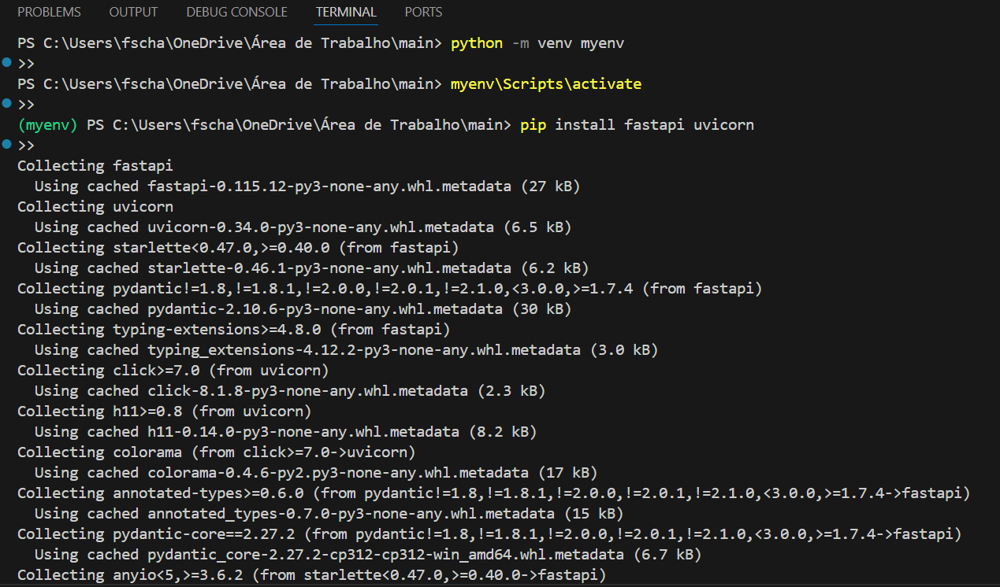 PROBLEMS OUTPUT DEBUG CONSOLE TERMINAL PORTS
PS C:\Users\fscha\OneDrive\Área de Trabalho\main> python -m venv myenv
>>
PS C:\Users\fscha\OneDrive\Área de Trabalho\main> myenv\Scripts\activate
>>
(myenv) PS C:\Users\fscha\OneDrive\Área de Trabalho\main> pip install fastapi uvicorn
>>
Collecting fastapi
  Using cached fastapi-0.115.12-py3-none-any.whl.metadata (27 kB)
Collecting uvicorn
  Using cached uvicorn-0.34.0-py3-none-any.whl.metadata (6.5 kB)
Collecting starlette<0.47.0,>=0.40.0 (from fastapi)
  Using cached starlette-0.46.1-py3-none-any.whl.metadata (6.2 kB)
Collecting pydantic!=1.8,!=1.8.1,!=2.0.0,!=2.0.1,!=2.1.0,<3.0.0,>=1.7.4 (from fastapi)
  Using cached pydantic-2.10.6-py3-none-any.whl.metadata (30 kB)
Collecting typing-extensions>=4.8.0 (from fastapi)
  Using cached typing_extensions-4.12.2-py3-none-any.whl.metadata (3.0 kB)
Collecting click>=7.0 (from uvicorn)
  Using cached click-8.1.8-py3-none-any.whl.metadata (2.3 kB)
Collecting h11>=0.8 (from uvicorn)
  Using cached h11-0.14.0-py3-none-any.whl.metadata (8.2 kB)
Collecting colorama (from click>=7.0->uvicorn)
  Using cached colorama-0.4.6-py2.py3-none-any.whl.metadata (17 kB)
Collecting annotated-types>=0.6.0 (from pydantic!=1.8,!=1.8.1,!=2.0.0,!=2.0.1,!=2.1.0,<3.0.0,>=1.7.4->fastapi)
  Using cached annotated_types-0.7.0-py3-none-any.whl.metadata (15 kB)
Collecting pydantic-core==2.27.2 (from pydantic!=1.8,!=1.8.1,!=2.0.0,!=2.0.1,!=2.1.0,<3.0.0,>=1.7.4->fastapi)
  Using cached pydantic_core-2.27.2-cp312-cp312-win_amd64.whl.metadata (6.7 kB)
Collecting anyio<5,>=3.6.2 (from starlette<0.47.0,>=0.40.0->fastapi)